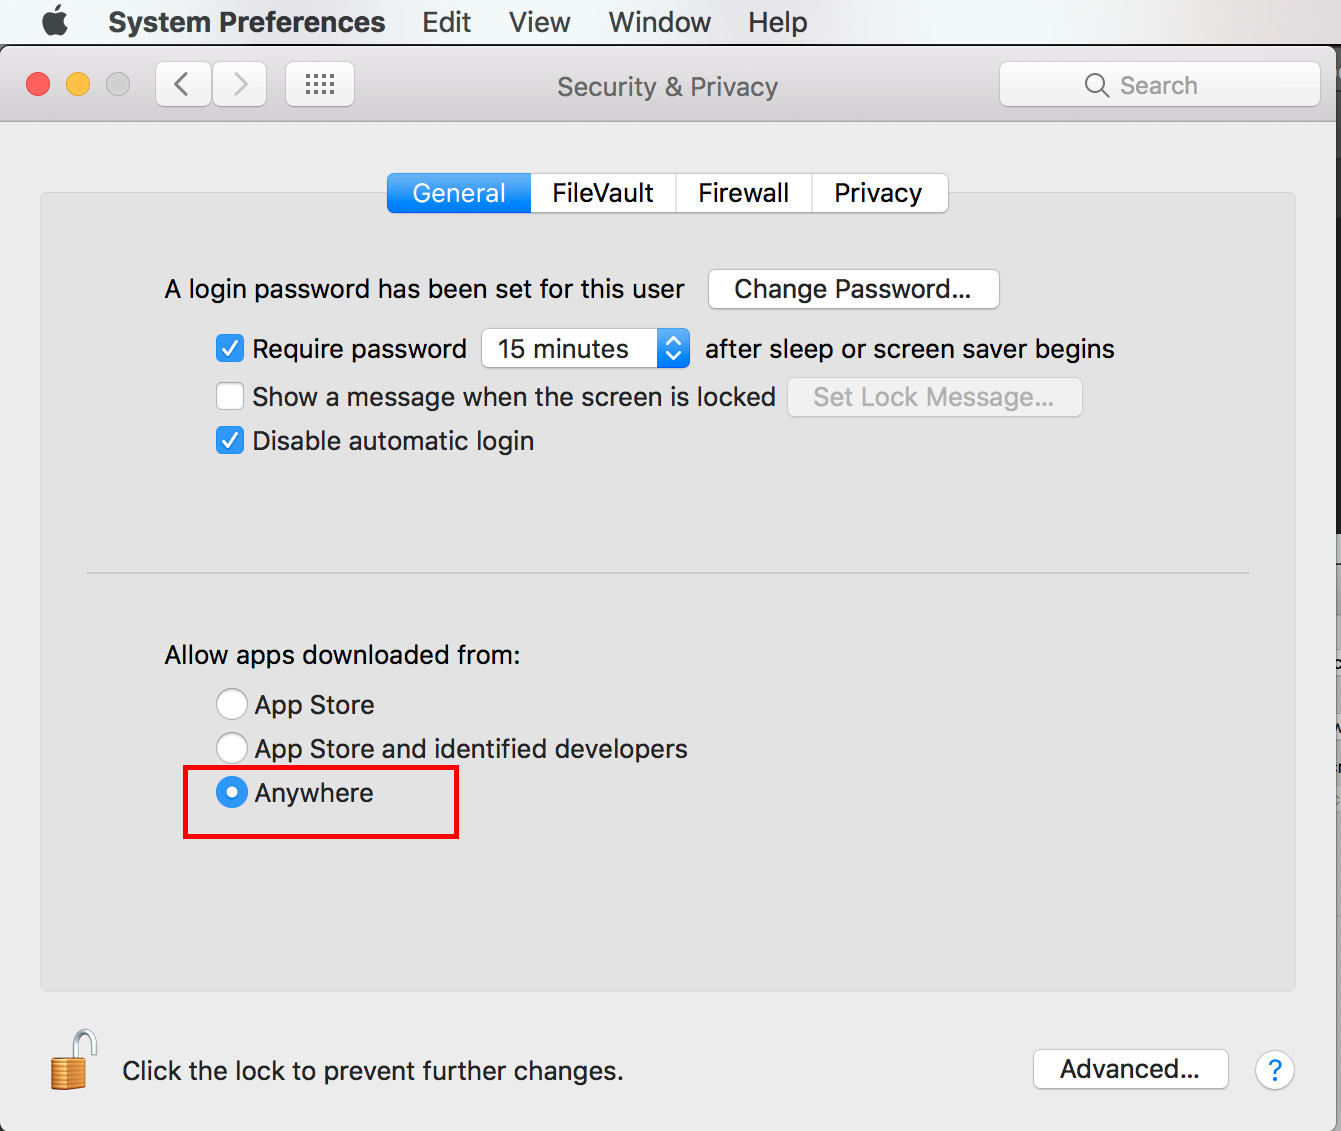 System Preferences Edit View Window Help
Security & Privacy Search
General FileVault Firewall Privacy
A login password has been set for this user Change Password...
Require password 15 minutes after sleep or screen saver begins
Show a message when the screen is locked Set Lock Message...
Disable automatic login
Allow apps downloaded from:
App Store
App Store and identified developers
Anywhere
Click the lock to prevent further changes. Advanced... ?